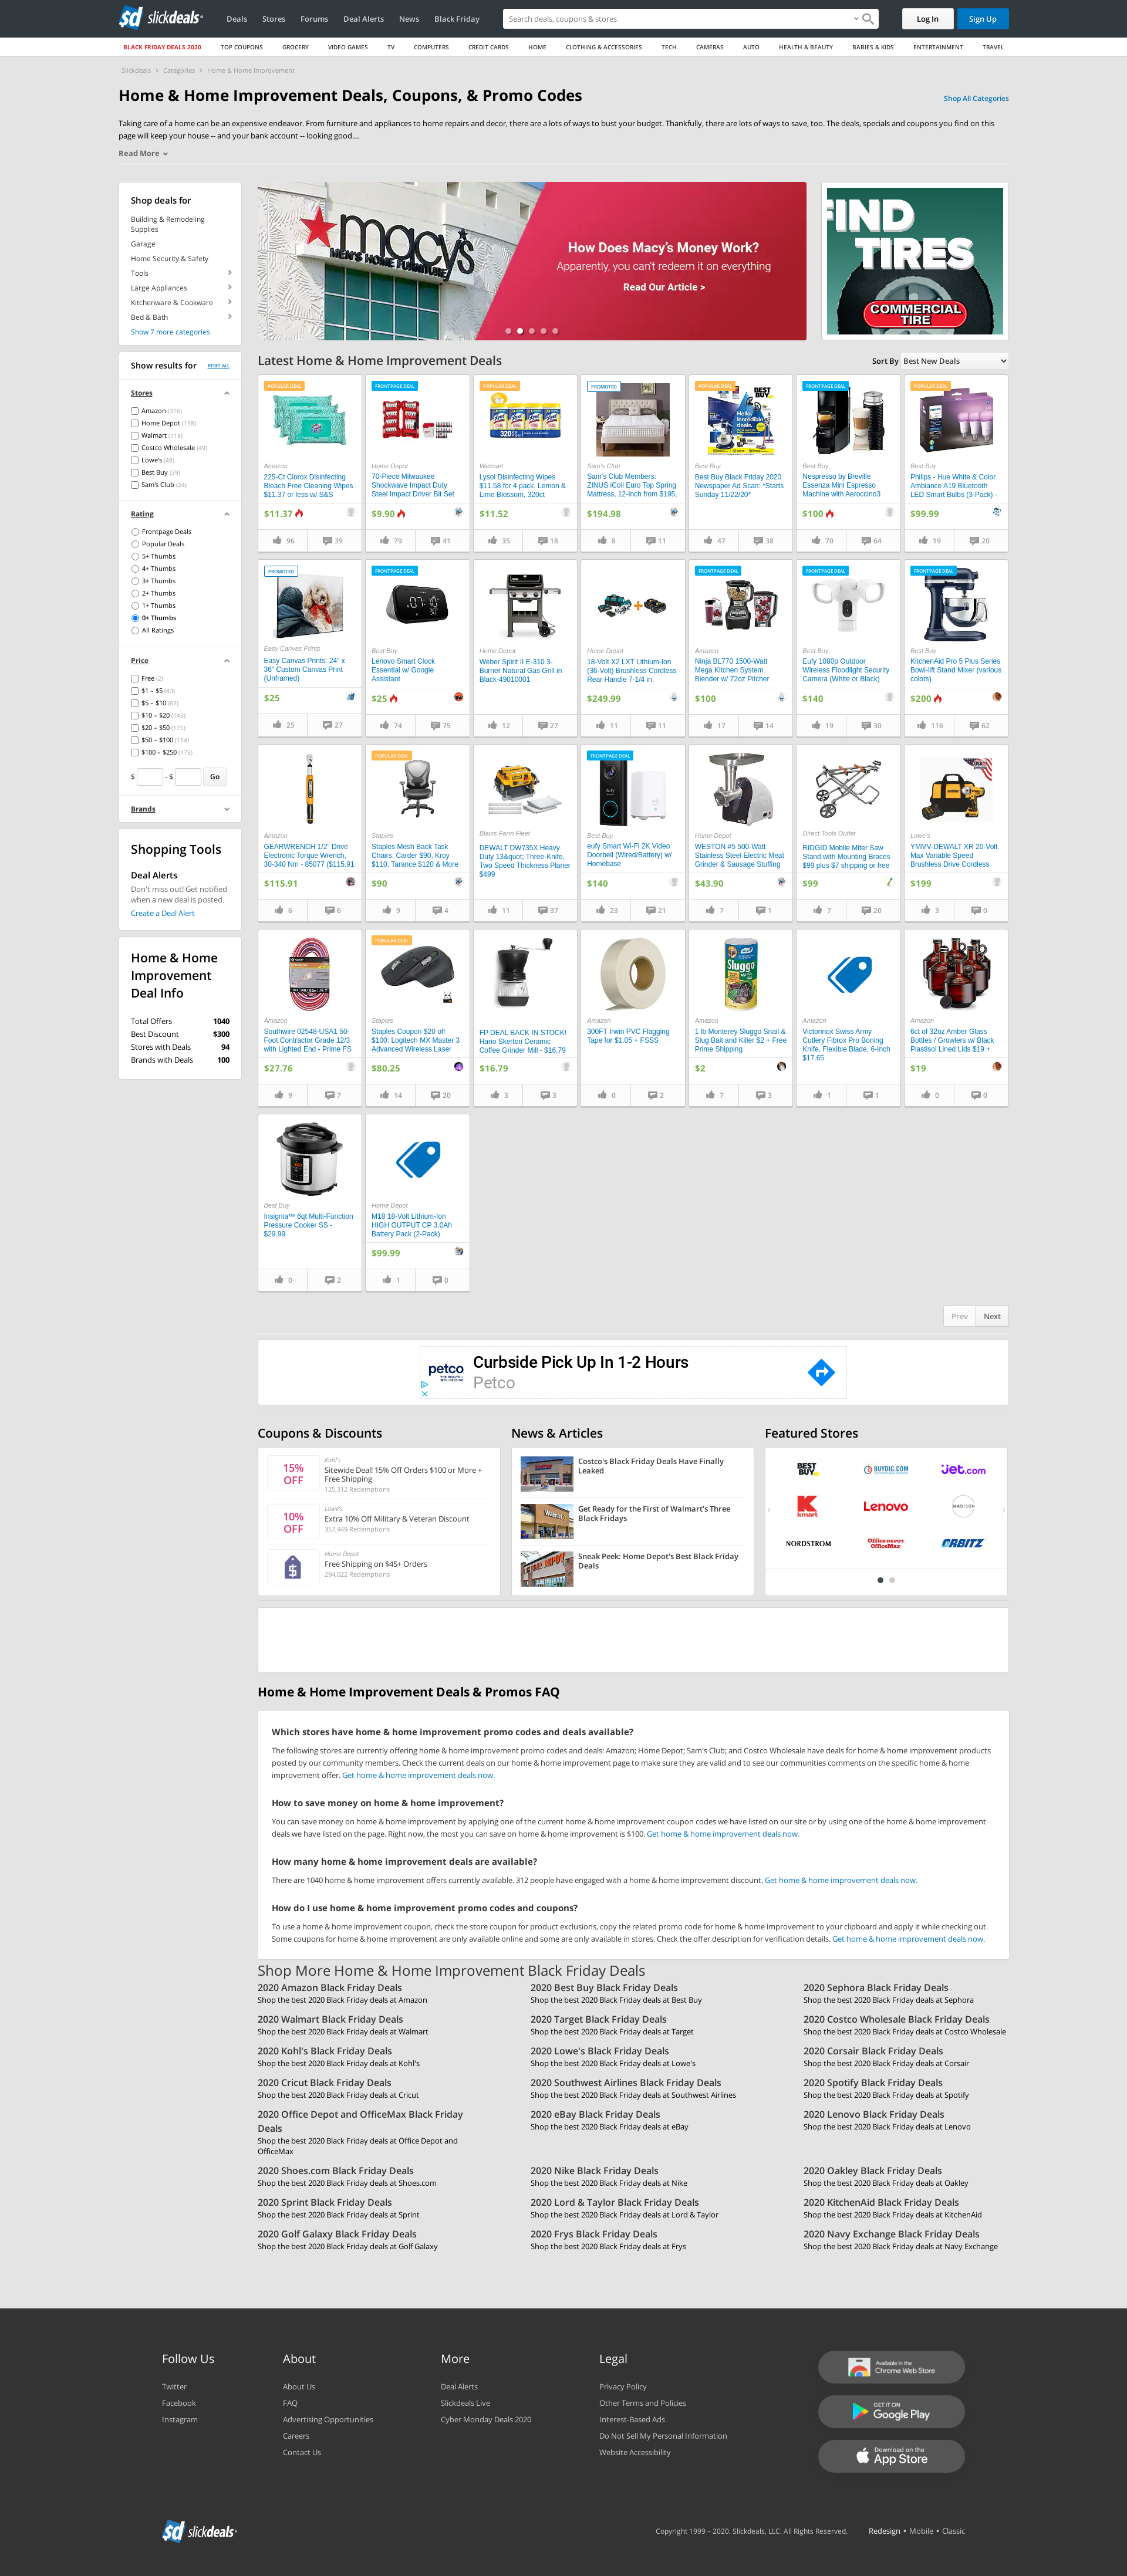 slickdeals
Deals Stores Forums Deal Alerts News Black Friday
Search deals, coupons & stores
Log In
Sign Up
BLACK FRIDAY DEALS 2020 TOP COUPONS GROCERY VIDEO GAMES TV COMPUTERS CREDIT CARDS HOME CLOTHING & ACCESSORIES TECH CAMERAS AUTO HEALTH & BEAUTY BABIES & KIDS ENTERTAINMENT TRAVEL
Slickdeals Categories Home & Home Improvement
Home & Home Improvement Deals, Coupons, & Promo Codes
Shop All Categories
Taking care of a home can be an expensive endeavor. From furniture and appliances to home repairs and decor, there are a lots of ways to bust your budget. Thankfully, there are lots of ways to save, too. The deals, specials and coupons you find on this
page will keep your house -- and your bank account -- looking good....
Read More
Shop deals for
Building & Remodeling
Supplies
Garage
Home Security & Safety
Tools
Large Appliances
Kitchenware & Cookware
Bed & Bath
Show 7 more categories
Show results for RESET ALL
Stores
Amazon (316)
Home Depot (158)
Walmart (118)
Costco Wholesale (49)
Lowe's (48)
Best Buy (39)
Sam's Club (24)
Rating
Frontpage Deals
Popular Deals
5+ Thumbs
4+ Thumbs
3+ Thumbs
2+ Thumbs
1+ Thumbs
0+ Thumbs
All Ratings
Price
Free (2)
$1 – $5 (43)
$5 – $10 (62)
$10 – $20 (143)
$20 – $50 (175)
$50 – $100 (154)
$100 – $250 (173)
$ - $ Go
Brands
Shopping Tools
Deal Alerts
Don't miss out! Get notified
when a new deal is posted.
Create a Deal Alert
Home & Home
Improvement
Deal Info
Total Offers 1040
Best Discount $300
Stores with Deals 94
Brands with Deals 100
macy's
MEN'S HOME FURNITURE
How Does Macy's Money Work?
Apparently, you can't redeem it on everything
Read Our Article >
FIND
TIRES
COMMERCIAL
TIRE
Latest Home & Home Improvement Deals
Sort By Best New Deals
POPULAR DEAL
Amazon
225-Ct Clorox Disinfecting
Bleach Free Cleaning Wipes
$11.37 or less w/ S&S
$11.37
96 39
FRONTPAGE DEAL
Home Depot
70-Piece Milwaukee
Shockwave Impact Duty
Steel Impact Driver Bit Set
$9.90
79 41
POPULAR DEAL
320
Walmart
Lysol Disinfecting Wipes
$11.58 for 4 pack, Lemon &
Lime Blossom, 320ct
$11.52
35 18
PROMOTED
Sam's Club
Sam's Club Members:
ZINUS iCoil Euro Top Spring
Mattress, 12-Inch from $195,
$194.98
8 11
POPULAR DEAL
BEST BUY
Hello,
incredible
deals.
Best Buy
Best Buy Black Friday 2020
Newspaper Ad Scan: *Starts
Sunday 11/22/20*
47 38
FRONTPAGE DEAL
Best Buy
Nespresso by Breville
Essenza Mini Espresso
Machine with Aeroccino3
$100
70 64
POPULAR DEAL
Best Buy
Philips - Hue White & Color
Ambiance A19 Bluetooth
LED Smart Bulbs (3-Pack) -
$99.99
19 20
PROMOTED
Easy Canvas Prints
Easy Canvas Prints: 24" x
36" Custom Canvas Print
(Unframed)
$25
25 27
FRONTPAGE DEAL
Best Buy
Lenovo Smart Clock
Essential w/ Google
Assistant
$25
74 75
Home Depot
Weber Spirit II E-310 3-
Burner Natural Gas Grill in
Black-49010001
12 27
Home Depot
18-Volt X2 LXT Lithium-Ion
(36-Volt) Brushless Cordless
Rear Handle 7-1/4 in.
$249.99
11 11
FRONTPAGE DEAL
Amazon
Ninja BL770 1500-Watt
Mega Kitchen System
Blender w/ 72oz Pitcher
$100
17 14
FRONTPAGE DEAL
Best Buy
Eufy 1080p Outdoor
Wireless Floodlight Security
Camera (White or Black)
$140
19 30
FRONTPAGE DEAL
Best Buy
KitchenAid Pro 5 Plus Series
Bowl-lift Stand Mixer (various
colors)
$200
116 62
Amazon
GEARWRENCH 1/2" Drive
Electronic Torque Wrench,
30-340 Nm - 85077 ($115.91
$115.91
6 6
POPULAR DEAL
Staples
Staples Mesh Back Task
Chairs: Carder $90, Kroy
$110, Tarance $120 & More
$90
9 4
Blains Farm Fleet
DEWALT DW735X Heavy
Duty 13&quot; Three-Knife,
Two Speed Thickness Planer
$499
11 37
FRONTPAGE DEAL
eufy
Best Buy
eufy Smart Wi-Fi 2K Video
Doorbell (Wired/Battery) w/
Homebase
$140
23 21
Home Depot
WESTON #5 500-Watt
Stainless Steel Electric Meat
Grinder & Sausage Stuffing
$43.90
7 1
Direct Tools Outlet
RIDGID Mobile Miter Saw
Stand with Mounting Braces
$99 plus $7 shipping or free
$99
7 20
Lowe's
YMMV-DEWALT XR 20-Volt
Max Variable Speed
Brushless Drive Cordless
$199
3 0
Amazon
Southwire 02548-USA1 50-
Foot Contractor Grade 12/3
with Lighted End - Prime FS
$27.76
9 7
POPULAR DEAL
Staples
Staples Coupon $20 off
$100: Logitech MX Master 3
Advanced Wireless Laser
$80.25
14 20
FP DEAL BACK IN STOCK!
Hario Skerton Ceramic
Coffee Grinder Mill - $16.79
$16.79
3 3
Amazon
300FT Irwin PVC Flagging
Tape for $1.05 + FSSS
0 2
Sluggo
Amazon
1 lb Monterey Sluggo Snail &
Slug Bait and Killer $2 + Free
Prime Shipping
$2
7 3
Amazon
Victorinox Swiss Army
Cutlery Fibrox Pro Boning
Knife, Flexible Blade, 6-Inch
$17.65
1 1
Amazon
6ct of 32oz Amber Glass
Bottles / Growlers w/ Black
Plastisol Lined Lids $19 +
$19
0 0
Best Buy
Insignia™ 6qt Multi-Function
Pressure Cooker SS -
$29.99
0 2
Home Depot
M18 18-Volt Lithium-Ion
HIGH OUTPUT CP 3.0Ah
Battery Pack (2-Pack)
$99.99
1 0
Prev Next
petco
Curbside Pick Up In 1-2 Hours
Petco
Coupons & Discounts
15%
OFF
Kohl's
Sitewide Deal! 15% Off Orders $100 or More +
Free Shipping
125,312 Redemptions
10%
OFF
Lowe's
Extra 10% Off Military & Veteran Discount
357,949 Redemptions
Home Depot
Free Shipping on $45+ Orders
294,022 Redemptions
News & Articles
Costco's Black Friday Deals Have Finally
Leaked
Get Ready for the First of Walmart's Three
Black Fridays
Sneak Peek: Home Depot's Best Black Friday
Deals
Featured Stores
BEST BUY
BUYDIG.COM
Jet.com
kmart
Lenovo
MADISON
NORDSTROM
Office DEPOT
OfficeMax
ORBITZ
Home & Home Improvement Deals & Promos FAQ
Which stores have home & home improvement promo codes and deals available?
The following stores are currently offering home & home improvement promo codes and deals: Amazon; Home Depot; Sam's Club; and Costco Wholesale have deals for home & home improvement products
posted by our community members. Check the current deals on our home & home improvement page to make sure they are valid and to see our communities comments on the specific home & home
improvement offer. Get home & home improvement deals now.
How to save money on home & home improvement?
You can save money on home & home improvement by applying one of the current home & home improvement coupon codes we have listed on our site or by using one of the home & home improvement
deals we have listed on the page. Right now, the most you can save on home & home improvement is $100. Get home & home improvement deals now.
How many home & home improvement deals are available?
There are 1040 home & home improvement offers currently available. 312 people have engaged with a home & home improvement discount. Get home & home improvement deals now.
How do I use home & home improvement promo codes and coupons?
To use a home & home improvement coupon, check the store coupon for product exclusions, copy the related promo code for home & home improvement to your clipboard and apply it while checking out.
Some coupons for home & home improvement are only available online and some are only available in stores. Check the offer description for verification details. Get home & home improvement deals now.
Shop More Home & Home Improvement Black Friday Deals
2020 Amazon Black Friday Deals
Shop the best 2020 Black Friday deals at Amazon
2020 Best Buy Black Friday Deals
Shop the best 2020 Black Friday deals at Best Buy
2020 Sephora Black Friday Deals
Shop the best 2020 Black Friday deals at Sephora
2020 Walmart Black Friday Deals
Shop the best 2020 Black Friday deals at Walmart
2020 Target Black Friday Deals
Shop the best 2020 Black Friday deals at Target
2020 Costco Wholesale Black Friday Deals
Shop the best 2020 Black Friday deals at Costco Wholesale
2020 Kohl's Black Friday Deals
Shop the best 2020 Black Friday deals at Kohl's
2020 Lowe's Black Friday Deals
Shop the best 2020 Black Friday deals at Lowe's
2020 Corsair Black Friday Deals
Shop the best 2020 Black Friday deals at Corsair
2020 Cricut Black Friday Deals
Shop the best 2020 Black Friday deals at Cricut
2020 Southwest Airlines Black Friday Deals
Shop the best 2020 Black Friday deals at Southwest Airlines
2020 Spotify Black Friday Deals
Shop the best 2020 Black Friday deals at Spotify
2020 Office Depot and OfficeMax Black Friday
Deals
Shop the best 2020 Black Friday deals at Office Depot and
OfficeMax
2020 eBay Black Friday Deals
Shop the best 2020 Black Friday deals at eBay
2020 Lenovo Black Friday Deals
Shop the best 2020 Black Friday deals at Lenovo
2020 Shoes.com Black Friday Deals
Shop the best 2020 Black Friday deals at Shoes.com
2020 Nike Black Friday Deals
Shop the best 2020 Black Friday deals at Nike
2020 Oakley Black Friday Deals
Shop the best 2020 Black Friday deals at Oakley
2020 Sprint Black Friday Deals
Shop the best 2020 Black Friday deals at Sprint
2020 Lord & Taylor Black Friday Deals
Shop the best 2020 Black Friday deals at Lord & Taylor
2020 KitchenAid Black Friday Deals
Shop the best 2020 Black Friday deals at KitchenAid
2020 Golf Galaxy Black Friday Deals
Shop the best 2020 Black Friday deals at Golf Galaxy
2020 Frys Black Friday Deals
Shop the best 2020 Black Friday deals at Frys
2020 Navy Exchange Black Friday Deals
Shop the best 2020 Black Friday deals at Navy Exchange
Follow Us
Twitter
Facebook
Instagram
About
About Us
FAQ
Advertising Opportunities
Careers
Contact Us
More
Deal Alerts
Slickdeals Live
Cyber Monday Deals 2020
Legal
Privacy Policy
Other Terms and Policies
Interest-Based Ads
Do Not Sell My Personal Information
Website Accessibility
Available in the
Chrome Web Store
GET IT ON
Google Play
Download on the
App Store
slickdeals
Copyright 1999 – 2020. Slickdeals, LLC. All Rights Reserved.
Redesign • Mobile • Classic